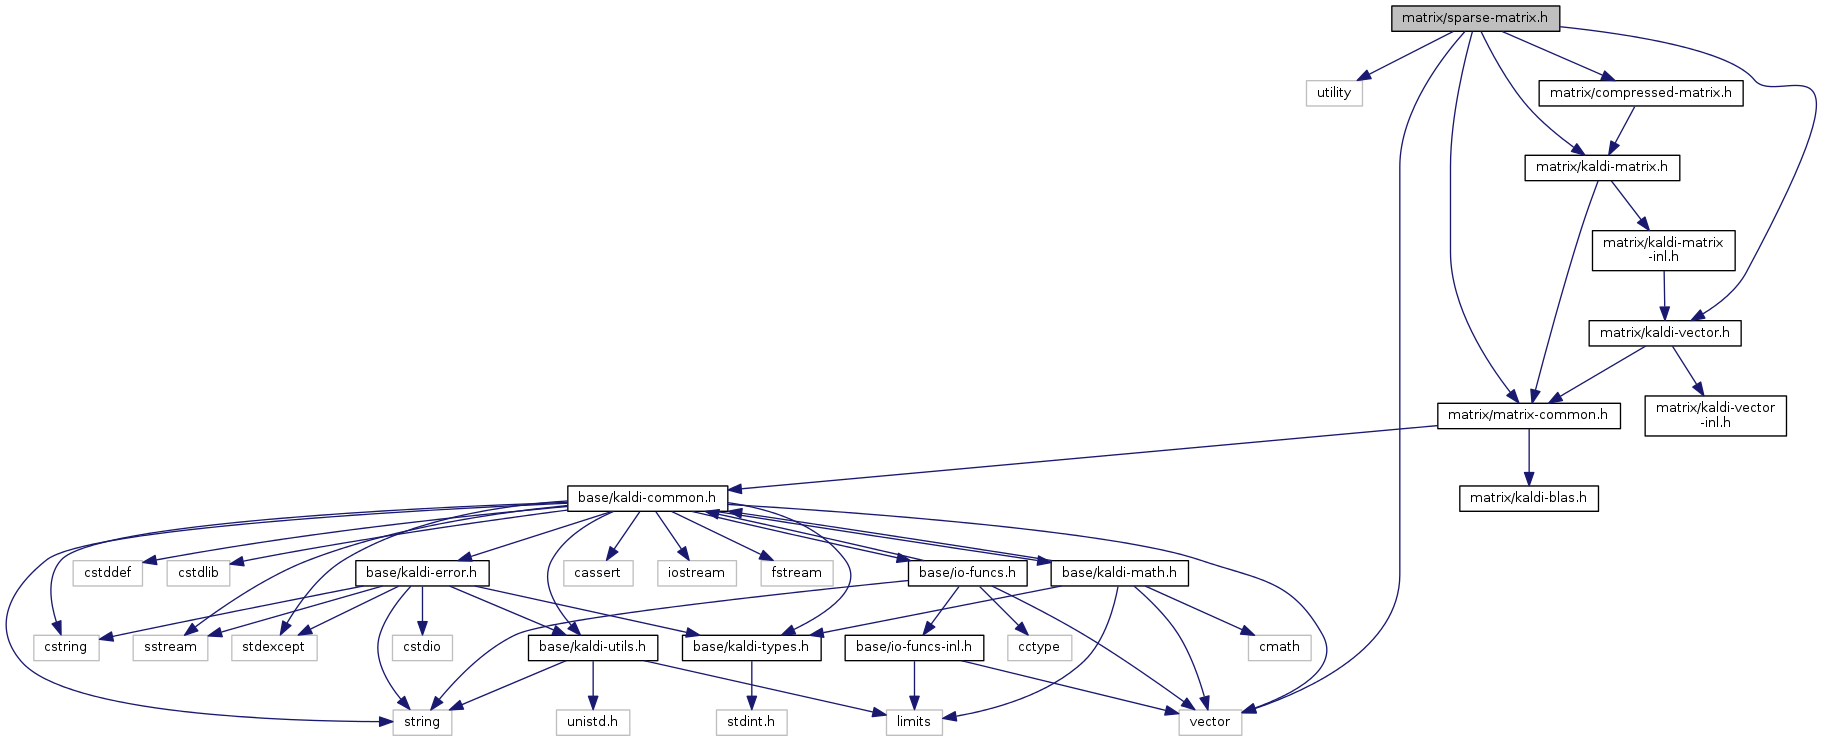 matrix/sparse-matrix.h
utility
matrix/compressed-matrix.h
matrix/kaldi-matrix.h
matrix/kaldi-matrix
-inl.h
matrix/kaldi-vector.h
matrix/matrix-common.h
matrix/kaldi-vector
-inl.h
base/kaldi-common.h
matrix/kaldi-blas.h
cstddef
cstdlib
base/kaldi-error.h
cassert
iostream
fstream
base/io-funcs.h
base/kaldi-math.h
cstring
sstream
stdexcept
cstdio
base/kaldi-utils.h
base/kaldi-types.h
base/io-funcs-inl.h
cctype
cmath
string
unistd.h
stdint.h
limits
vector